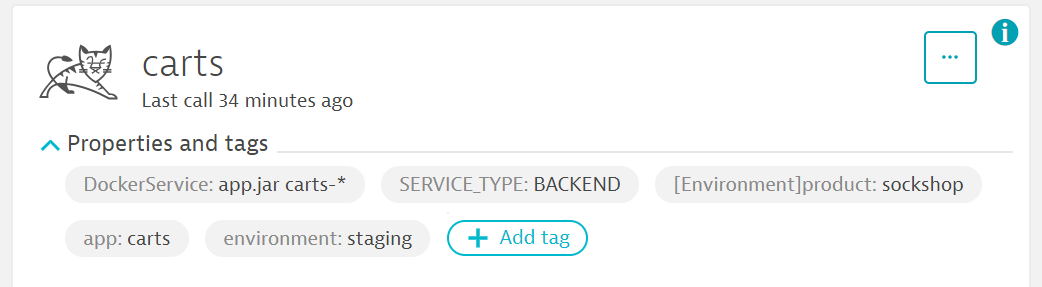 carts
...
i
Last call 34 minutes ago
Properties and tags
DockerService: app.jar carts-* SERVICE_TYPE: BACKEND [Environment]product: sockshop
app: carts environment: staging + Add tag